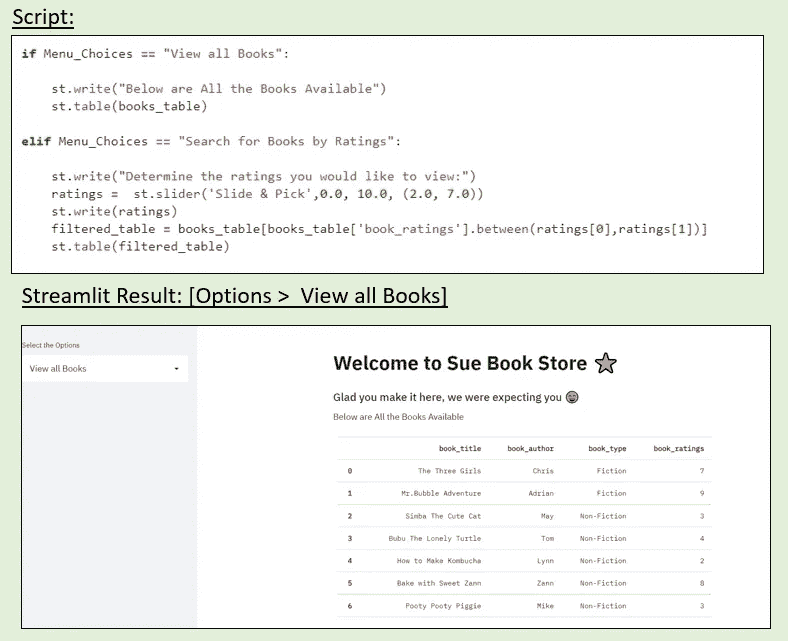 Script:
if Menu_Choices == "View all Books":
st.write("Below are All the Books Available")
st.table(books_table)
elif Menu_Choices == "Search for Books by Ratings":
st.write("Determine the ratings you would like to view:")
ratings =  st.slider('Slide & Pick',0.0, 10.0, (2.0, 7.0))
st.write(ratings)
filtered_table = books_table[books_table['book_ratings'].between(ratings[0],ratings[1])]
st.table(filtered_table)
Streamlit Result: [Options >  View all Books]
Select the Options
View all Books
Welcome to Sue Book Store
Glad you make it here, we were expecting you
Below are All the Books Available
book_title book_author book_type book_ratings
0 The Three Girls Chris Fiction 7
1 Mr.Bubble Adventure Adrian Fiction 9
2 Simba The Cute Cat May Non-Fiction 3
3 Bubu The Lonely Turtle Tom Non-Fiction 4
4 How to Make Kombucha Lynn Non-Fiction 2
5 Bake with Sweet Zann Zann Non-Fiction 8
6 Pooty Pooty Piggie Mike Non-Fiction 3